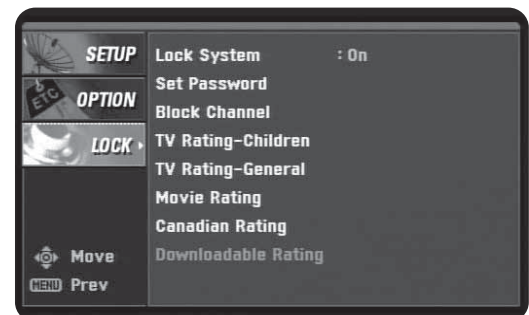 SETUP
ETC
OPTION
LOCK
Lock System : On
Set Password
Block Channel
TV Rating-Children
TV Rating-General
Movie Rating
Canadian Rating
Downloadable Rating
Move
MENU Prev